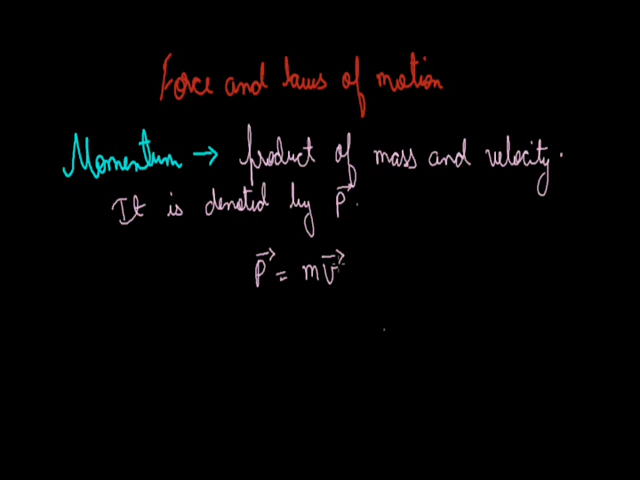 Force and laws of motion
Momentum → product of mass and velocity.
It is denoted by P⃗.
P⃗ = mv⃗